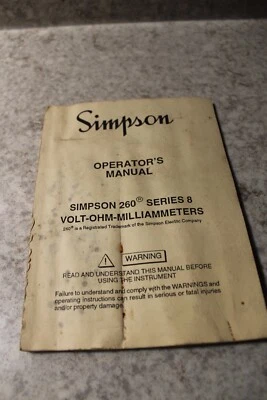 Simpson
OPERATOR'S
MANUAL
SIMPSON 260® SERIES 8
VOLT-OHM-MILLIAMMETERS
260® is a Registered Trademark of the Simpson Electric Company
! WARNING
READ AND UNDERSTAND THIS MANUAL BEFORE
USING THE INSTRUMENT
Failure to understand and comply with the WARNINGS and
operating instructions can result in serious or fatal injuries
and/or property damage.